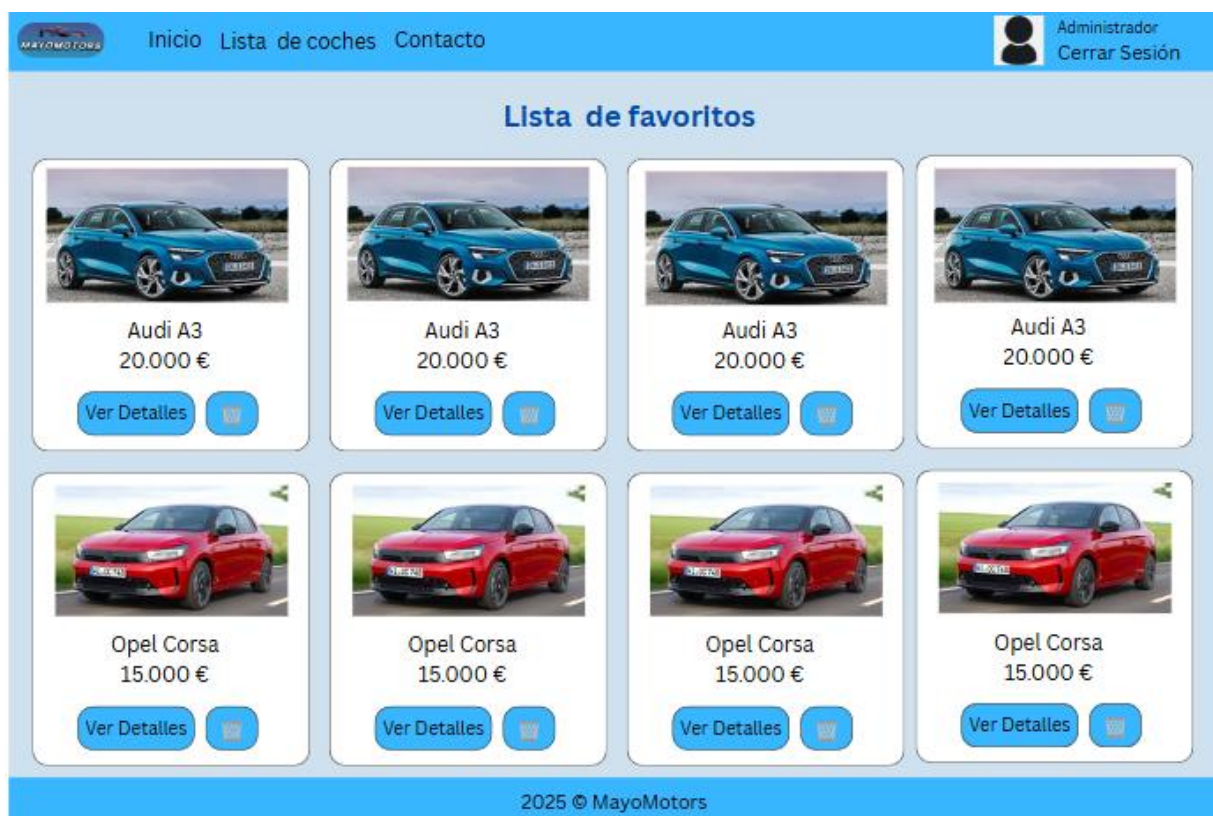 MAYOMOTORS
Inicio Lista de coches Contacto
Administrador
Cerrar Sesión
Lista de favoritos
Audi A3
20.000 €
Ver Detalles
Audi A3
20.000 €
Ver Detalles
Audi A3
20.000 €
Ver Detalles
Audi A3
20.000 €
Ver Detalles
Opel Corsa
15.000 €
Ver Detalles
Opel Corsa
15.000 €
Ver Detalles
Opel Corsa
15.000 €
Ver Detalles
Opel Corsa
15.000 €
Ver Detalles
2025 © MayoMotors